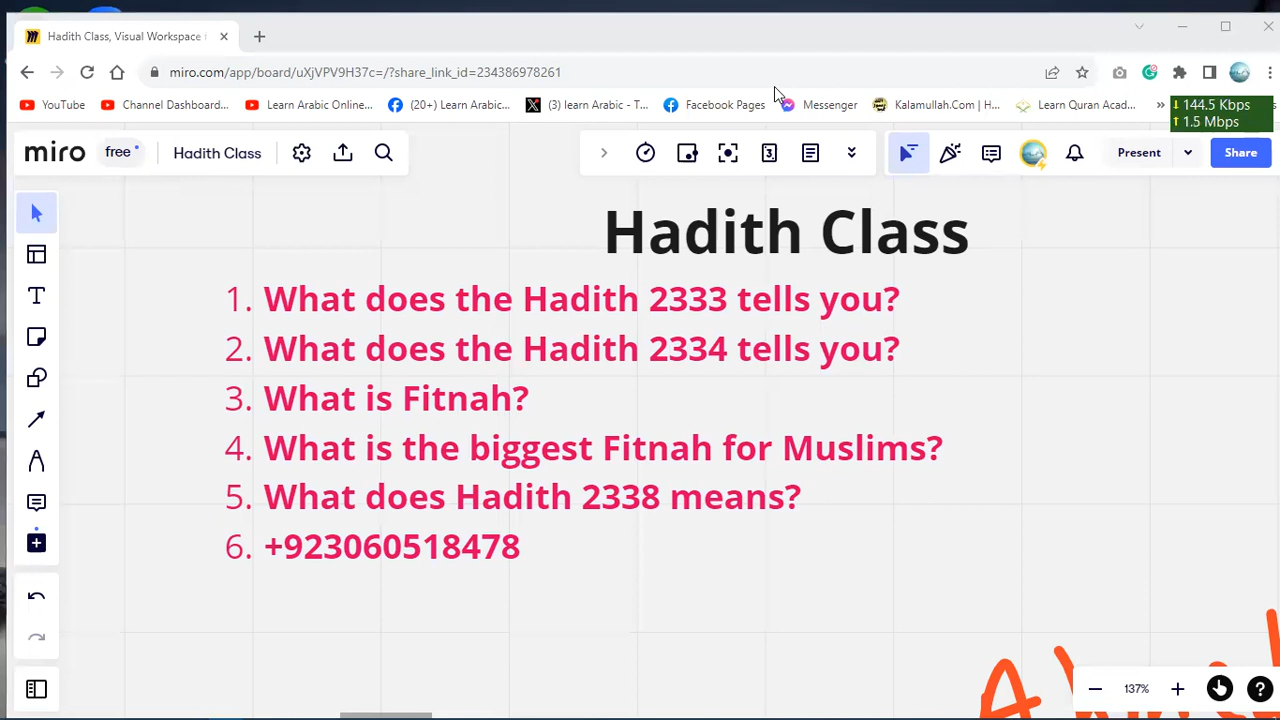 Hadith Class, Visual Workspace f
miro.com/app/board/uXjVPV9H37c=/?share_link_id=234386978261
YouTube
Channel Dashboard...
Learn Arabic Online...
(20+) Learn Arabic...
(3) learn Arabic - T...
Facebook Pages
Messenger
Kalamullah.Com | H...
Learn Quran Acad...
»
144.5 Kbps
1.5 Mbps
miro
free
Hadith Class
Present
Share
Hadith Class
1. What does the Hadith 2333 tells you?
2. What does the Hadith 2334 tells you?
3. What is Fitnah?
4. What is the biggest Fitnah for Muslims?
5. What does Hadith 2338 means?
6. +923060518478
137%